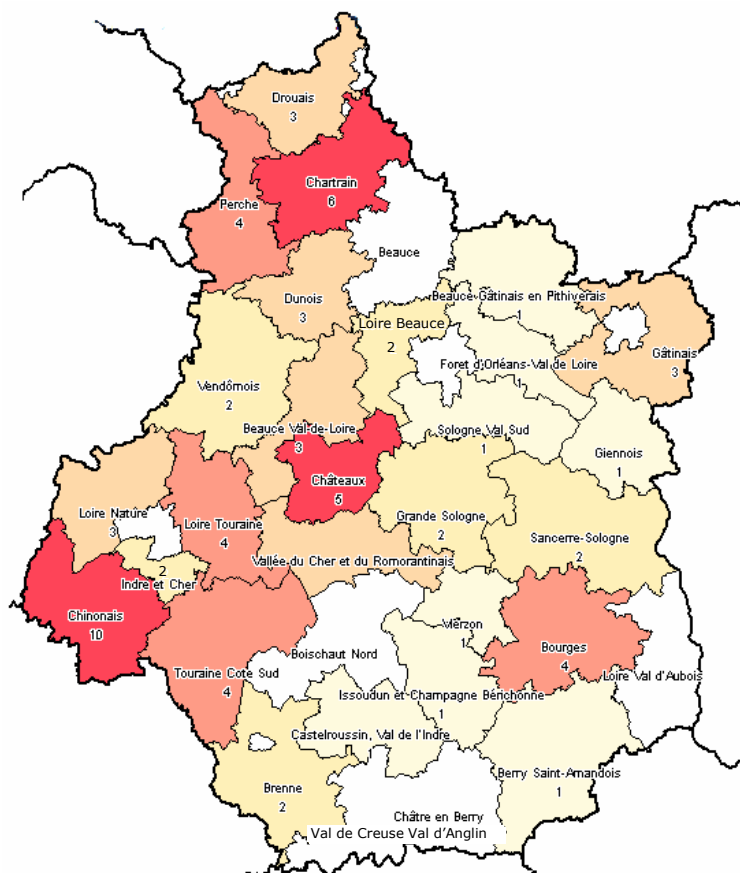 Drouais
3
Chartrain
6
Perche
4
Beauce
Dunois
3
Beauce Gâtinais en Pithiverais
1
Loire Beauce
2
Gâtinais
3
Foret d'Orléans-Val de Loire
1
Vendômois
2
Beauce Val-de-Loire
3
Sologne Val Sud
1
Giennois
1
Châteaux
5
Loire Nature
3
Loire Touraine
4
Grande Sologne
2
Sancerre-Sologne
2
Vallée du Cher et du Romorantinais
2
Indre et Cher
Chinonais
10
Vierzon
1
Bourges
4
Boischaut Nord
Touraine Cote Sud
4
Loire Val d'Aubois
Issoudun et Champagne Bérichonne
1
Castelroussin, Val de l'Indre
1
Berry Saint-Amandois
1
Brenne
2
Châtre en Berry
Val de Creuse Val d'Anglin